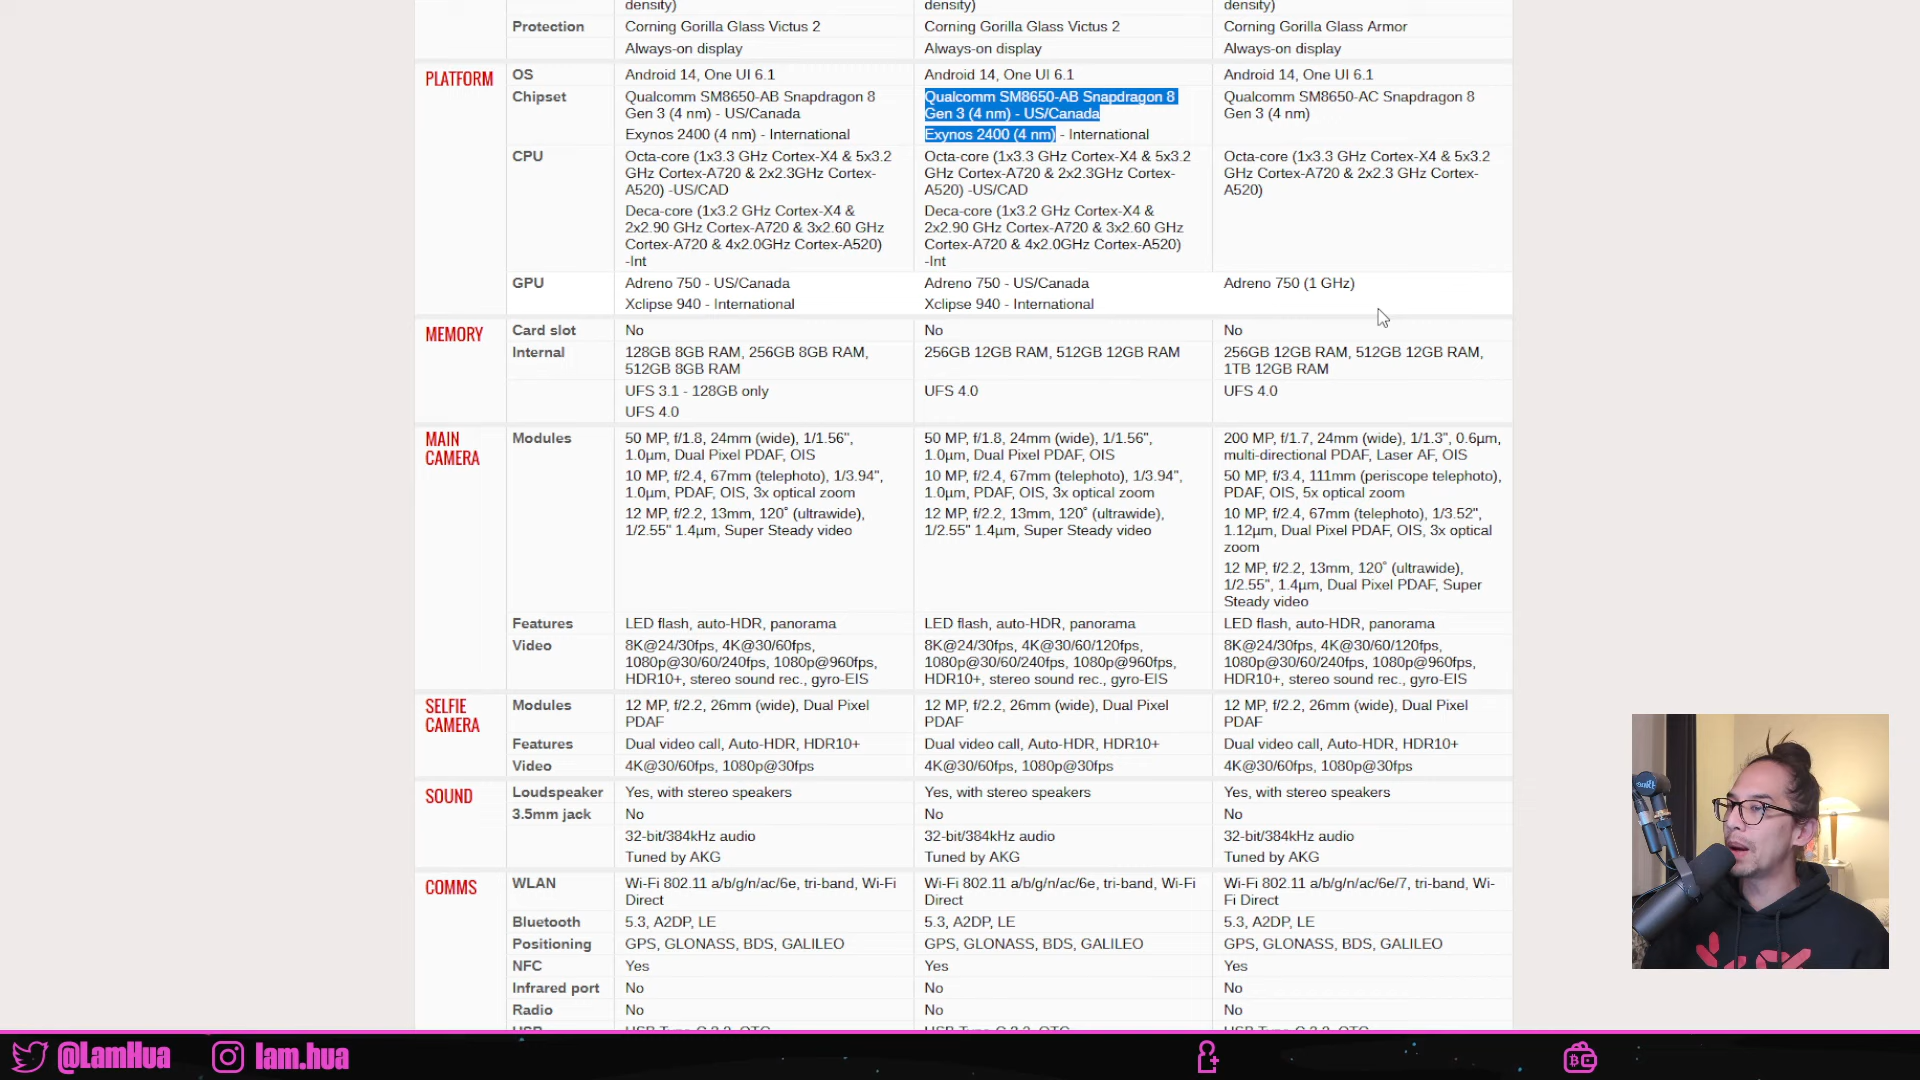 density)
density)
density)
Protection
Corning Gorilla Glass Victus 2
Corning Gorilla Glass Victus 2
Corning Gorilla Glass Armor
Always-on display
Always-on display
Always-on display
PLATFORM
OS
Android 14, One UI 6.1
Android 14, One UI 6.1
Android 14, One UI 6.1
Chipset
Qualcomm SM8650-AB Snapdragon 8
Gen 3 (4 nm) - US/Canada
Exynos 2400 (4 nm) - International
Qualcomm SM8650-AB Snapdragon 8
Gen 3 (4 nm) - US/Canada
Exynos 2400 (4 nm) - International
Qualcomm SM8650-AC Snapdragon 8
Gen 3 (4 nm)
CPU
Octa-core (1x3.3 GHz Cortex-X4 & 5x3.2
GHz Cortex-A720 & 2x2.3GHz Cortex-
A520) -US/CAD
Deca-core (1x3.2 GHz Cortex-X4 &
2x2.90 GHz Cortex-A720 & 3x2.60 GHz
Cortex-A720 & 4x2.0GHz Cortex-A520)
-Int
Octa-core (1x3.3 GHz Cortex-X4 & 5x3.2
GHz Cortex-A720 & 2x2.3GHz Cortex-
A520) -US/CAD
Deca-core (1x3.2 GHz Cortex-X4 &
2x2.90 GHz Cortex-A720 & 3x2.60 GHz
Cortex-A720 & 4x2.0GHz Cortex-A520)
-Int
Octa-core (1x3.3 GHz Cortex-X4 & 5x3.2
GHz Cortex-A720 & 2x2.3 GHz Cortex-
A520)
GPU
Adreno 750 - US/Canada
Xclipse 940 - International
Adreno 750 - US/Canada
Xclipse 940 - International
Adreno 750 (1 GHz)
MEMORY
Card slot
No
No
No
Internal
128GB 8GB RAM, 256GB 8GB RAM,
512GB 8GB RAM
256GB 12GB RAM, 512GB 12GB RAM
256GB 12GB RAM, 512GB 12GB RAM,
1TB 12GB RAM
UFS 3.1 - 128GB only
UFS 4.0
UFS 4.0
UFS 4.0
MAIN
CAMERA
Modules
50 MP, f/1.8, 24mm (wide), 1/1.56",
1.0µm, Dual Pixel PDAF, OIS
10 MP, f/2.4, 67mm (telephoto), 1/3.94",
1.0µm, PDAF, OIS, 3x optical zoom
12 MP, f/2.2, 13mm, 120˚ (ultrawide),
1/2.55" 1.4µm, Super Steady video
50 MP, f/1.8, 24mm (wide), 1/1.56",
1.0µm, Dual Pixel PDAF, OIS
10 MP, f/2.4, 67mm (telephoto), 1/3.94",
1.0µm, PDAF, OIS, 3x optical zoom
12 MP, f/2.2, 13mm, 120˚ (ultrawide),
1/2.55" 1.4µm, Super Steady video
200 MP, f/1.7, 24mm (wide), 1/1.3", 0.6µm,
multi-directional PDAF, Laser AF, OIS
50 MP, f/3.4, 111mm (periscope telephoto),
PDAF, OIS, 5x optical zoom
10 MP, f/2.4, 67mm (telephoto), 1/3.52",
1.12µm, Dual Pixel PDAF, OIS, 3x optical
zoom
12 MP, f/2.2, 13mm, 120˚ (ultrawide),
1/2.55", 1.4µm, Dual Pixel PDAF, Super
Steady video
Features
LED flash, auto-HDR, panorama
LED flash, auto-HDR, panorama
LED flash, auto-HDR, panorama
Video
8K@24/30fps, 4K@30/60fps,
1080p@30/60/240fps, 1080p@960fps,
HDR10+, stereo sound rec., gyro-EIS
8K@24/30fps, 4K@30/60/120fps,
1080p@30/60/240fps, 1080p@960fps,
HDR10+, stereo sound rec., gyro-EIS
8K@24/30fps, 4K@30/60/120fps,
1080p@30/60/240fps, 1080p@960fps,
HDR10+, stereo sound rec., gyro-EIS
SELFIE
CAMERA
Modules
12 MP, f/2.2, 26mm (wide), Dual Pixel
PDAF
12 MP, f/2.2, 26mm (wide), Dual Pixel
PDAF
12 MP, f/2.2, 26mm (wide), Dual Pixel
PDAF
Features
Dual video call, Auto-HDR, HDR10+
Dual video call, Auto-HDR, HDR10+
Dual video call, Auto-HDR, HDR10+
Video
4K@30/60fps, 1080p@30fps
4K@30/60fps, 1080p@30fps
4K@30/60fps, 1080p@30fps
SOUND
Loudspeaker
Yes, with stereo speakers
Yes, with stereo speakers
Yes, with stereo speakers
3.5mm jack
No
No
No
32-bit/384kHz audio
32-bit/384kHz audio
32-bit/384kHz audio
Tuned by AKG
Tuned by AKG
Tuned by AKG
COMMS
WLAN
Wi-Fi 802.11 a/b/g/n/ac/6e, tri-band, Wi-Fi
Direct
Wi-Fi 802.11 a/b/g/n/ac/6e, tri-band, Wi-Fi
Direct
Wi-Fi 802.11 a/b/g/n/ac/6e/7, tri-band, Wi-
Fi Direct
Bluetooth
5.3, A2DP, LE
5.3, A2DP, LE
5.3, A2DP, LE
Positioning
GPS, GLONASS, BDS, GALILEO
GPS, GLONASS, BDS, GALILEO
GPS, GLONASS, BDS, GALILEO
NFC
Yes
Yes
Yes
Infrared port
No
No
No
Radio
No
No
No
@LamHua
lam.hua